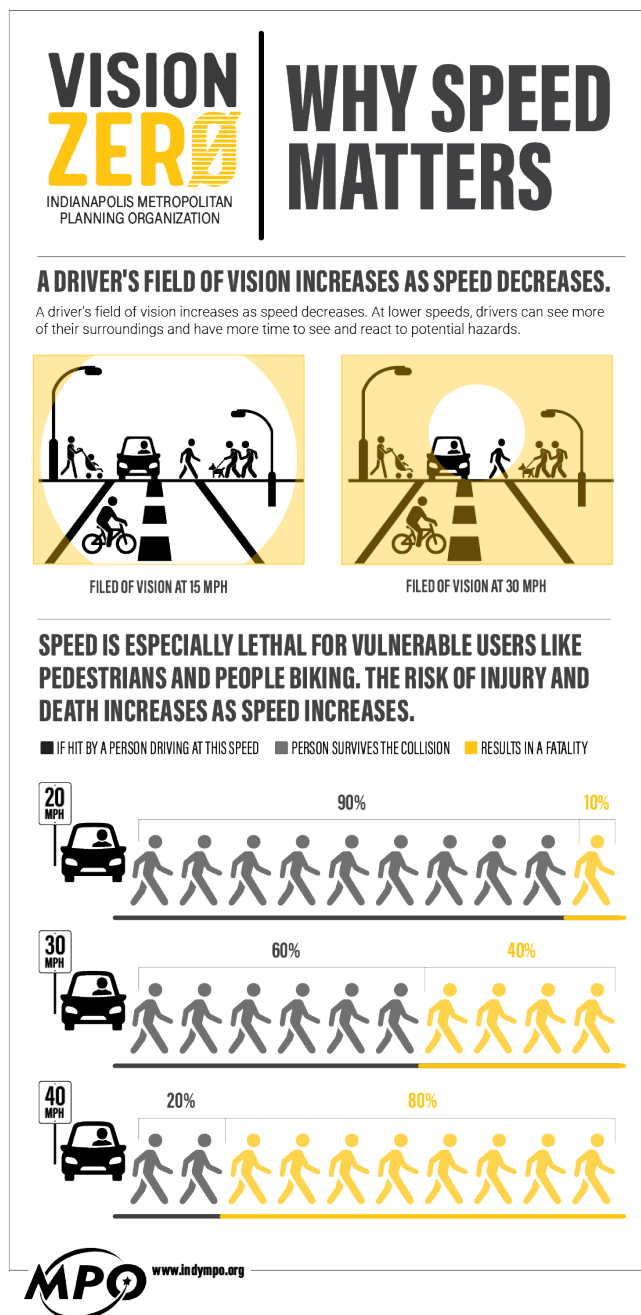 VISION
ZERO
INDIANAPOLIS METROPOLITAN
PLANNING ORGANIZATION
WHY SPEED
MATTERS
A DRIVER'S FIELD OF VISION INCREASES AS SPEED DECREASES.
A driver's field of vision increases as speed decreases. At lower speeds, drivers can see more
of their surroundings and have more time to see and react to potential hazards.
FILED OF VISION AT 15 MPH
FILED OF VISION AT 30 MPH
SPEED IS ESPECIALLY LETHAL FOR VULNERABLE USERS LIKE
PEDESTRIANS AND PEOPLE BIKING. THE RISK OF INJURY AND
DEATH INCREASES AS SPEED INCREASES.
IF HIT BY A PERSON DRIVING AT THIS SPEED
PERSON SURVIVES THE COLLISION
RESULTS IN A FATALITY
20
MPH
90%
10%
30
MPH
60%
40%
40
MPH
20%
80%
MPO
www.indympo.org